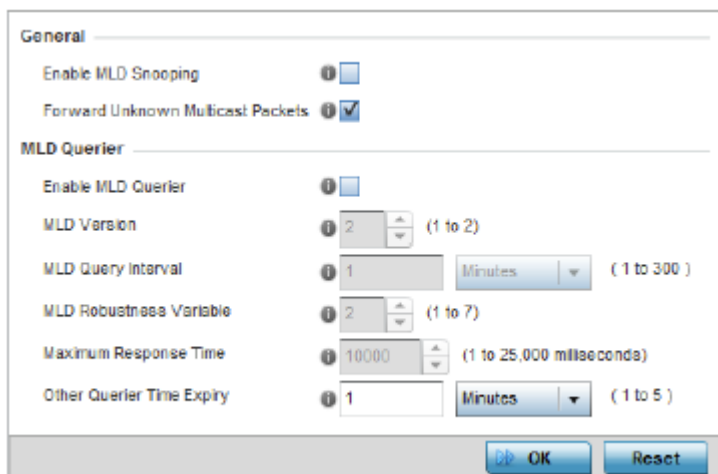 General
Enable MLD Snooping
Forward Unknown Multicast Packets
MLD Querier
Enable MLD Querier
MLD Version 2 (1 to 2)
MLD Query Interval 1 Minutes ( 1 to 300 )
MLD Robustness Variable 2 (1 to 7)
Maximum Response Time 10000 (1 to 25,000 miliseconds)
Other Querier Time Expiry 1 Minutes ( 1 to 5 )
OK Reset